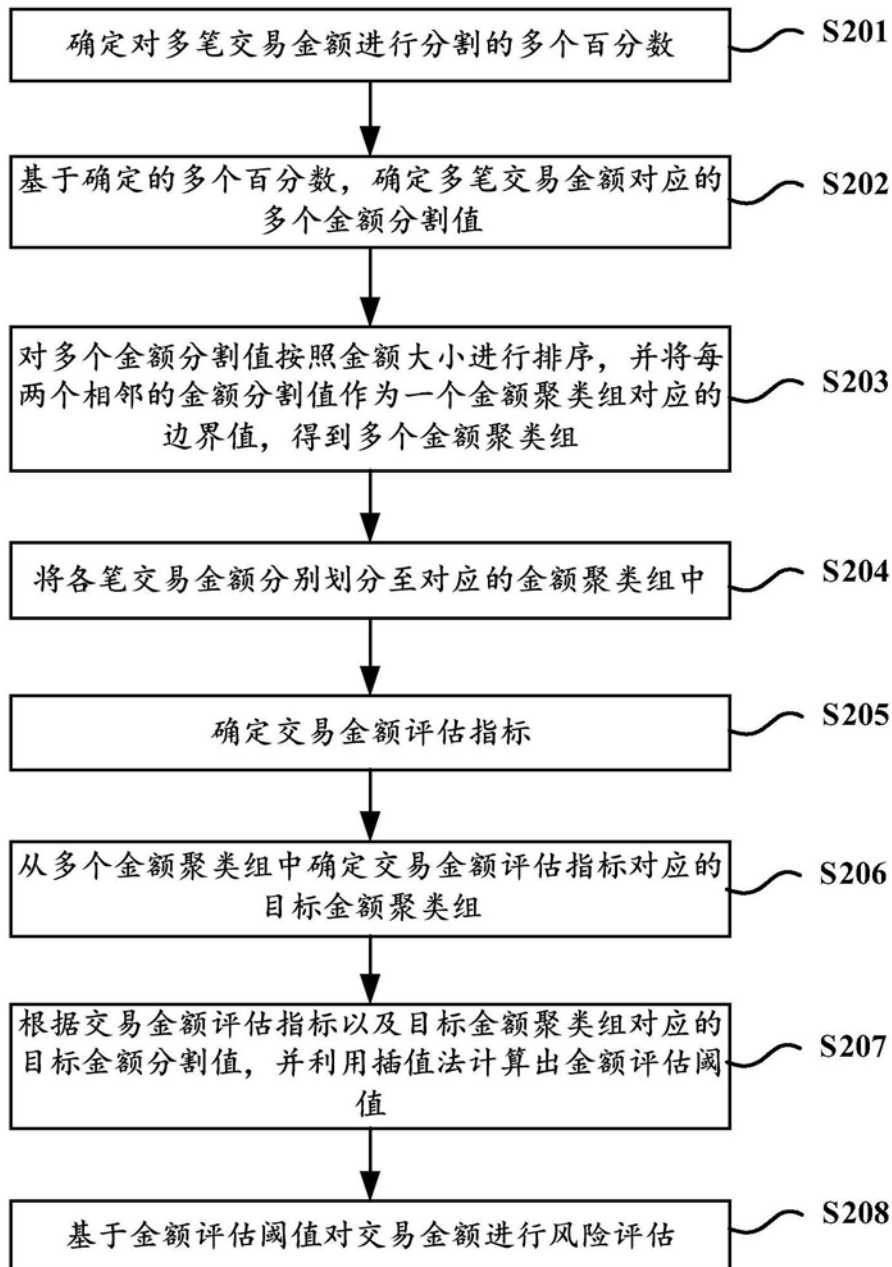 确定对多笔交易金额进行分割的多个百分数
S201
基于确定的多个百分数，确定多笔交易金额对应的
多个金额分割值
S202
对多个金额分割值按照金额大小进行排序，并将每
两个相邻的金额分割值作为一个金额聚类组对应的
边界值，得到多个金额聚类组
S203
将各笔交易金额分别划分至对应的金额聚类组中
S204
确定交易金额评估指标
S205
从多个金额聚类组中确定交易金额评估指标对应的
目标金额聚类组
S206
根据交易金额评估指标以及目标金额聚类组对应的
目标金额分割值，并利用插值法计算出金额评估阈
值
S207
基于金额评估阈值对交易金额进行风险评估
S208